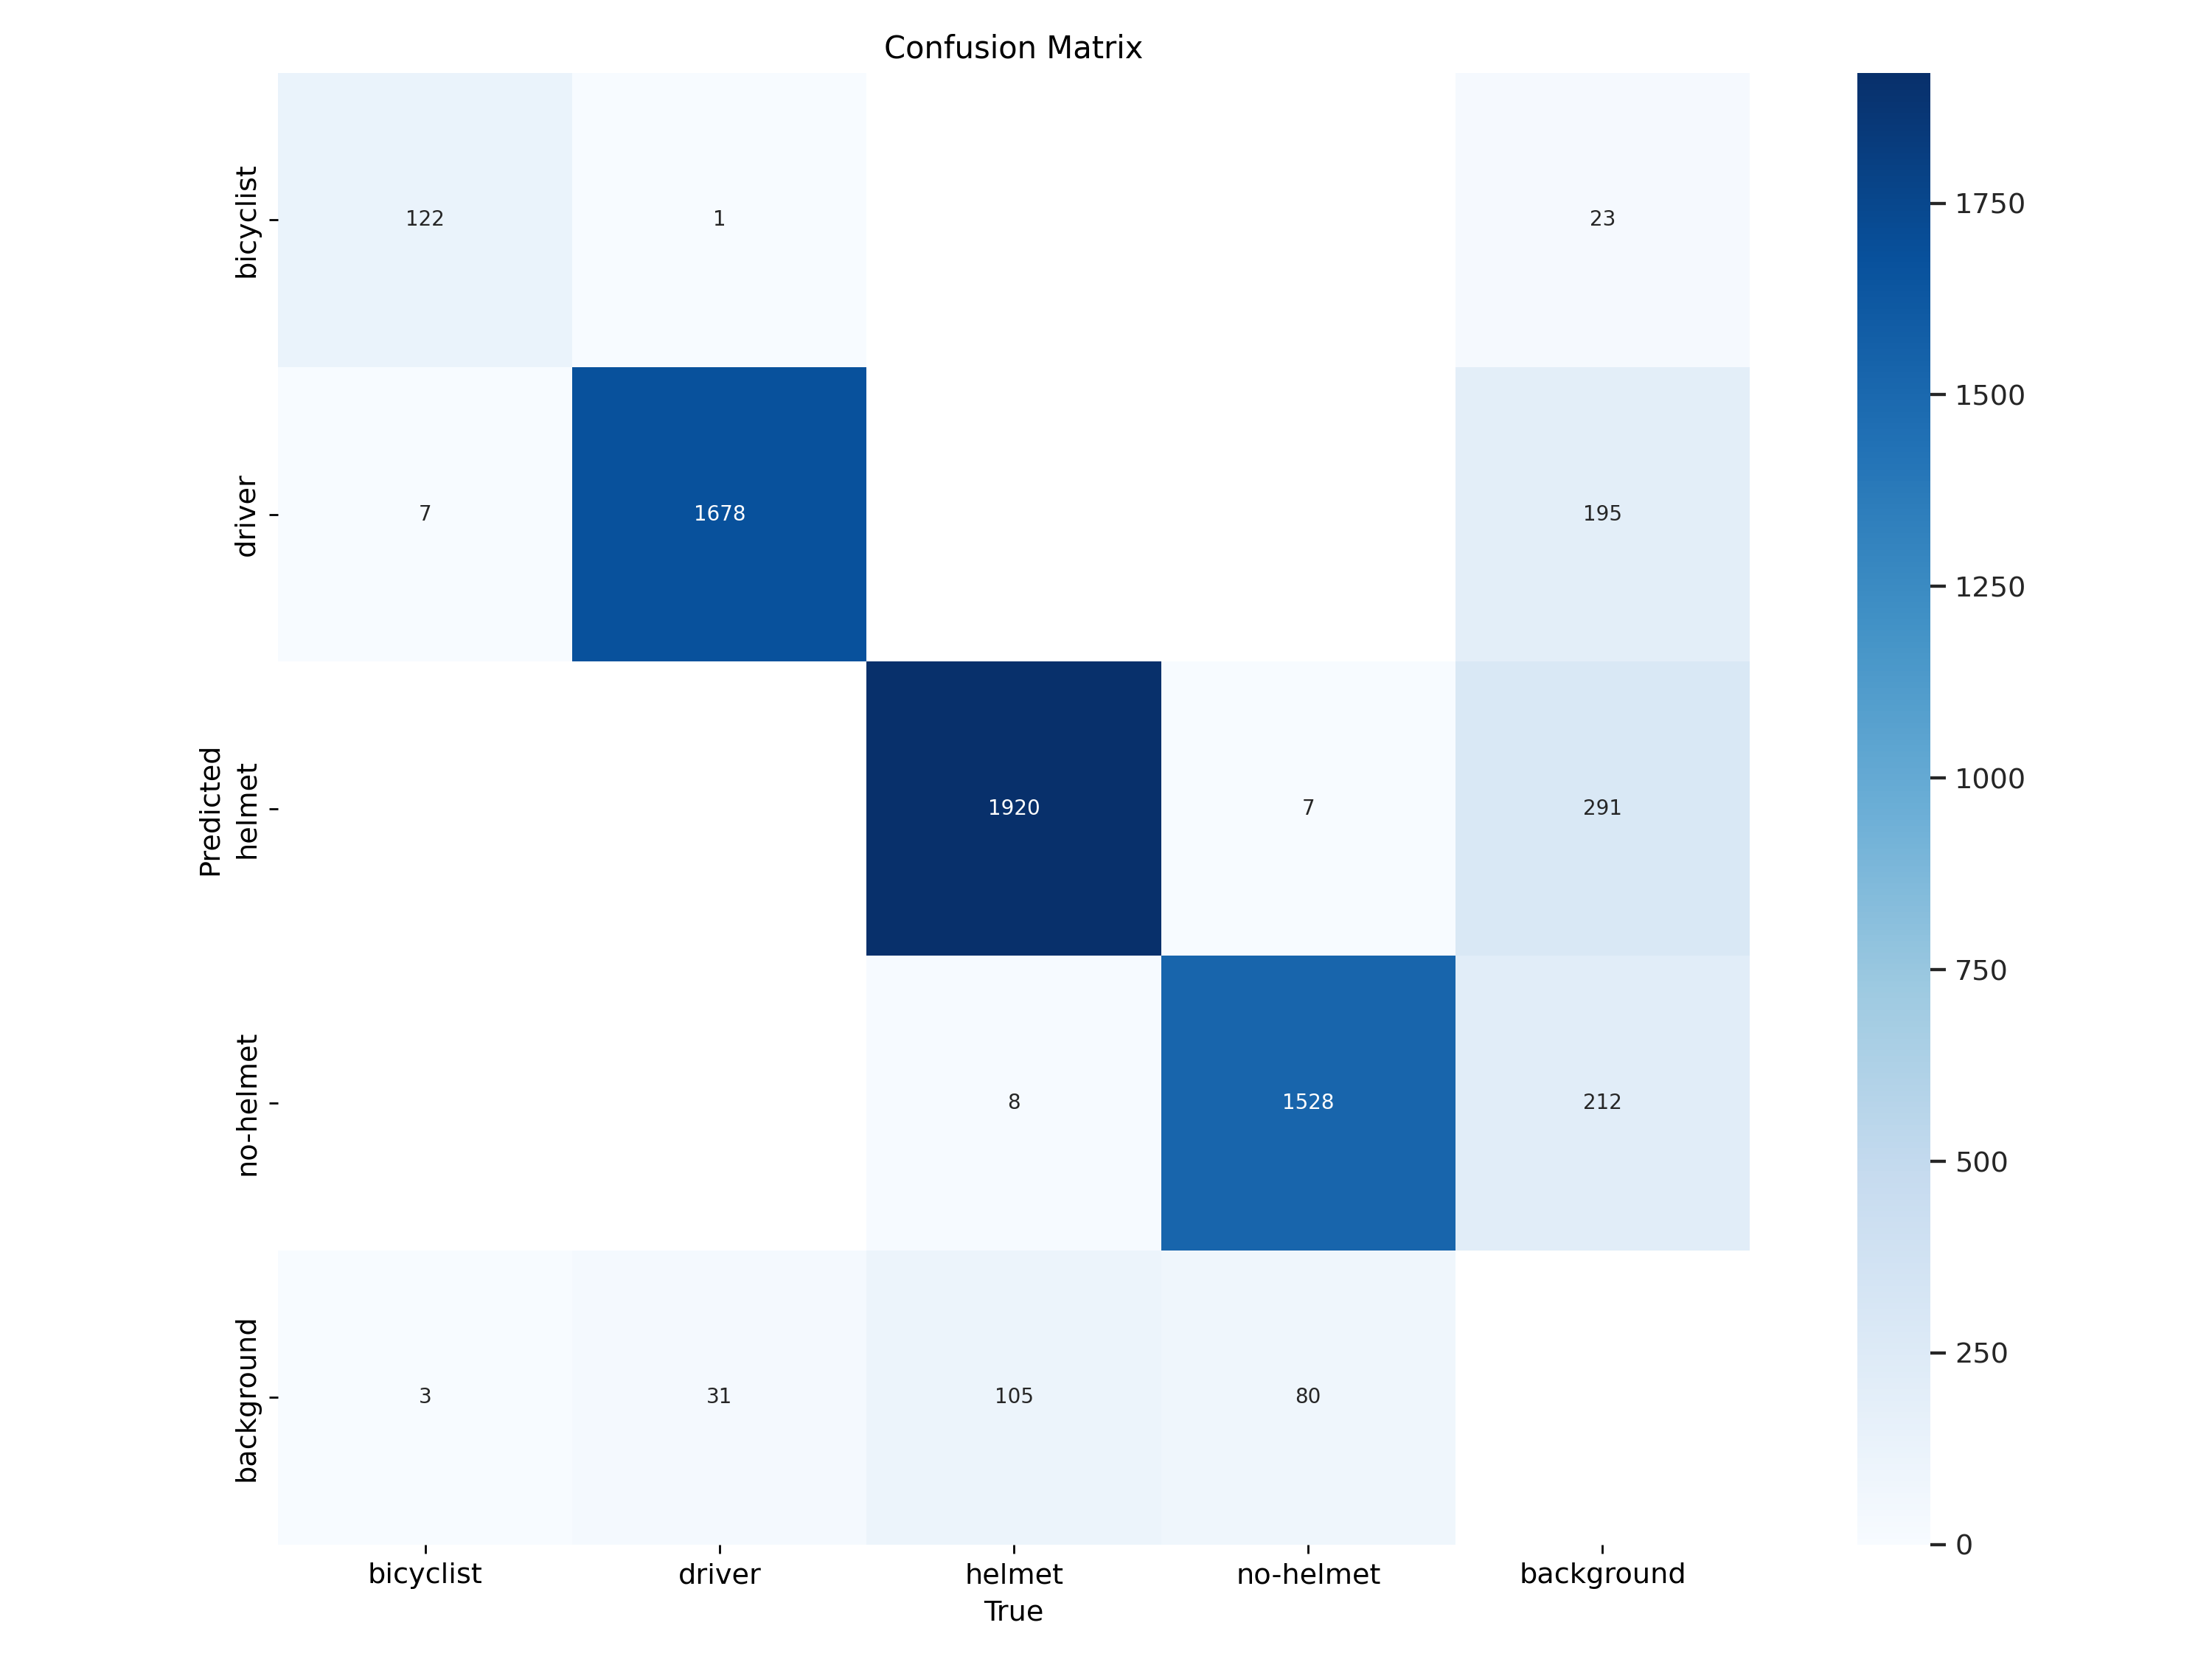 Confusion Matrix
Predicted
bicyclist
122
1
23
driver
7
1678
195
helmet
1920
7
291
no-helmet
8
1528
212
background
3
31
105
80
bicyclist
driver
helmet
no-helmet
background
True
1750
1500
1250
1000
750
500
250
0